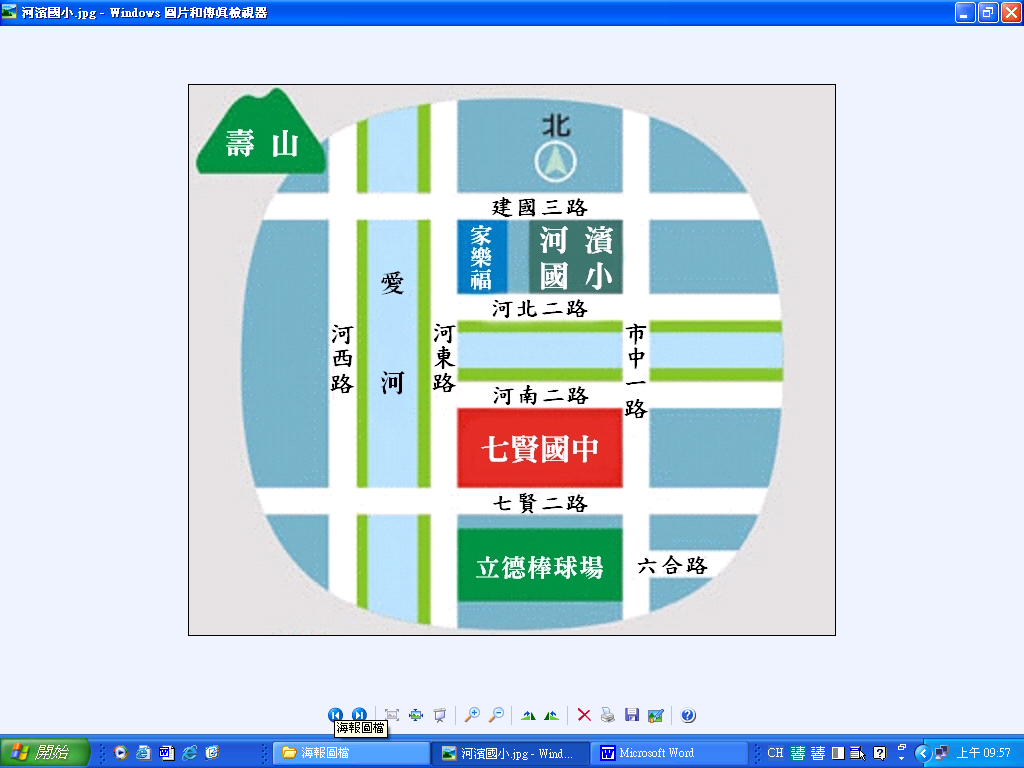 河濱國小.jpg - Windows 圖片和傳真檢視器
壽山
北
建國三路
家樂福
河濱
國小
愛河
河北二路
河西路
河東路
市中一路
河南二路
七賢國中
七賢二路
立德棒球場
六合路
海報圖檔
開始
海報圖檔
河濱國小.jpg - Wind...
Microsoft Word
CH
上午 09:57